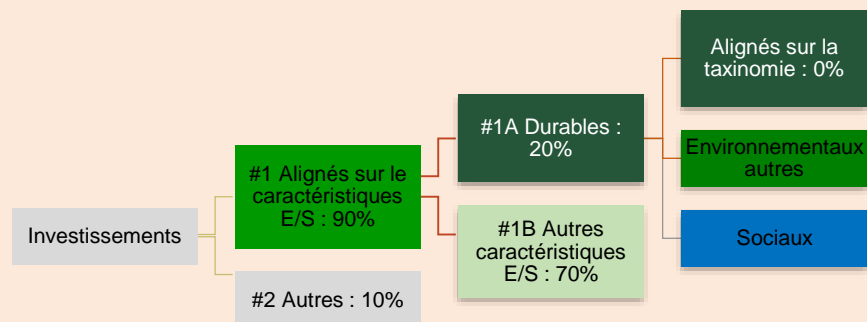 Investissements
#1 Alignés sur le
caractéristiques
E/S : 90%
#2 Autres : 10%
#1A Durables :
20%
#1B Autres
caractéristiques
E/S : 70%
Alignés sur la
taxinomie : 0%
Environnementaux
autres
Sociaux